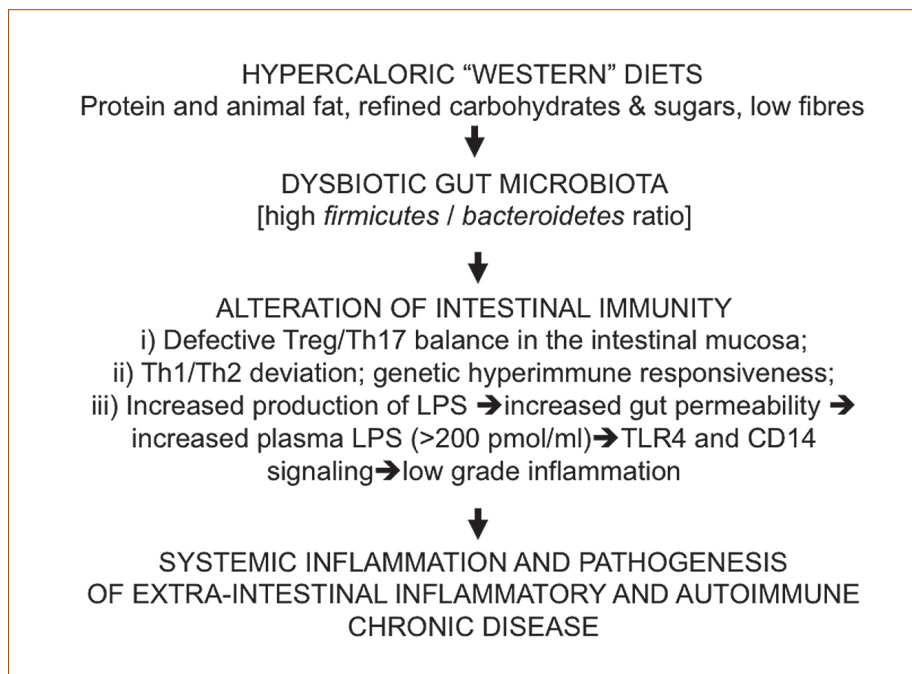 HYPERCALORIC “WESTERN” DIETS
Protein and animal fat, refined carbohydrates & sugars, low fibres
DYSBIOTIC GUT MICROBIOTA
[high firmicutes / bacteroidetes ratio]
ALTERATION OF INTESTINAL IMMUNITY
i) Defective Treg/Th17 balance in the intestinal mucosa;
ii) Th1/Th2 deviation; genetic hyperimmune responsiveness;
iii) Increased production of LPS ➔increased gut permeability ➔
increased plasma LPS (>200 pmol/ml)➔TLR4 and CD14
signaling➔low grade inflammation
SYSTEMIC INFLAMMATION AND PATHOGENESIS
OF EXTRA-INTESTINAL INFLAMMATORY AND AUTOIMMUNE
CHRONIC DISEASE